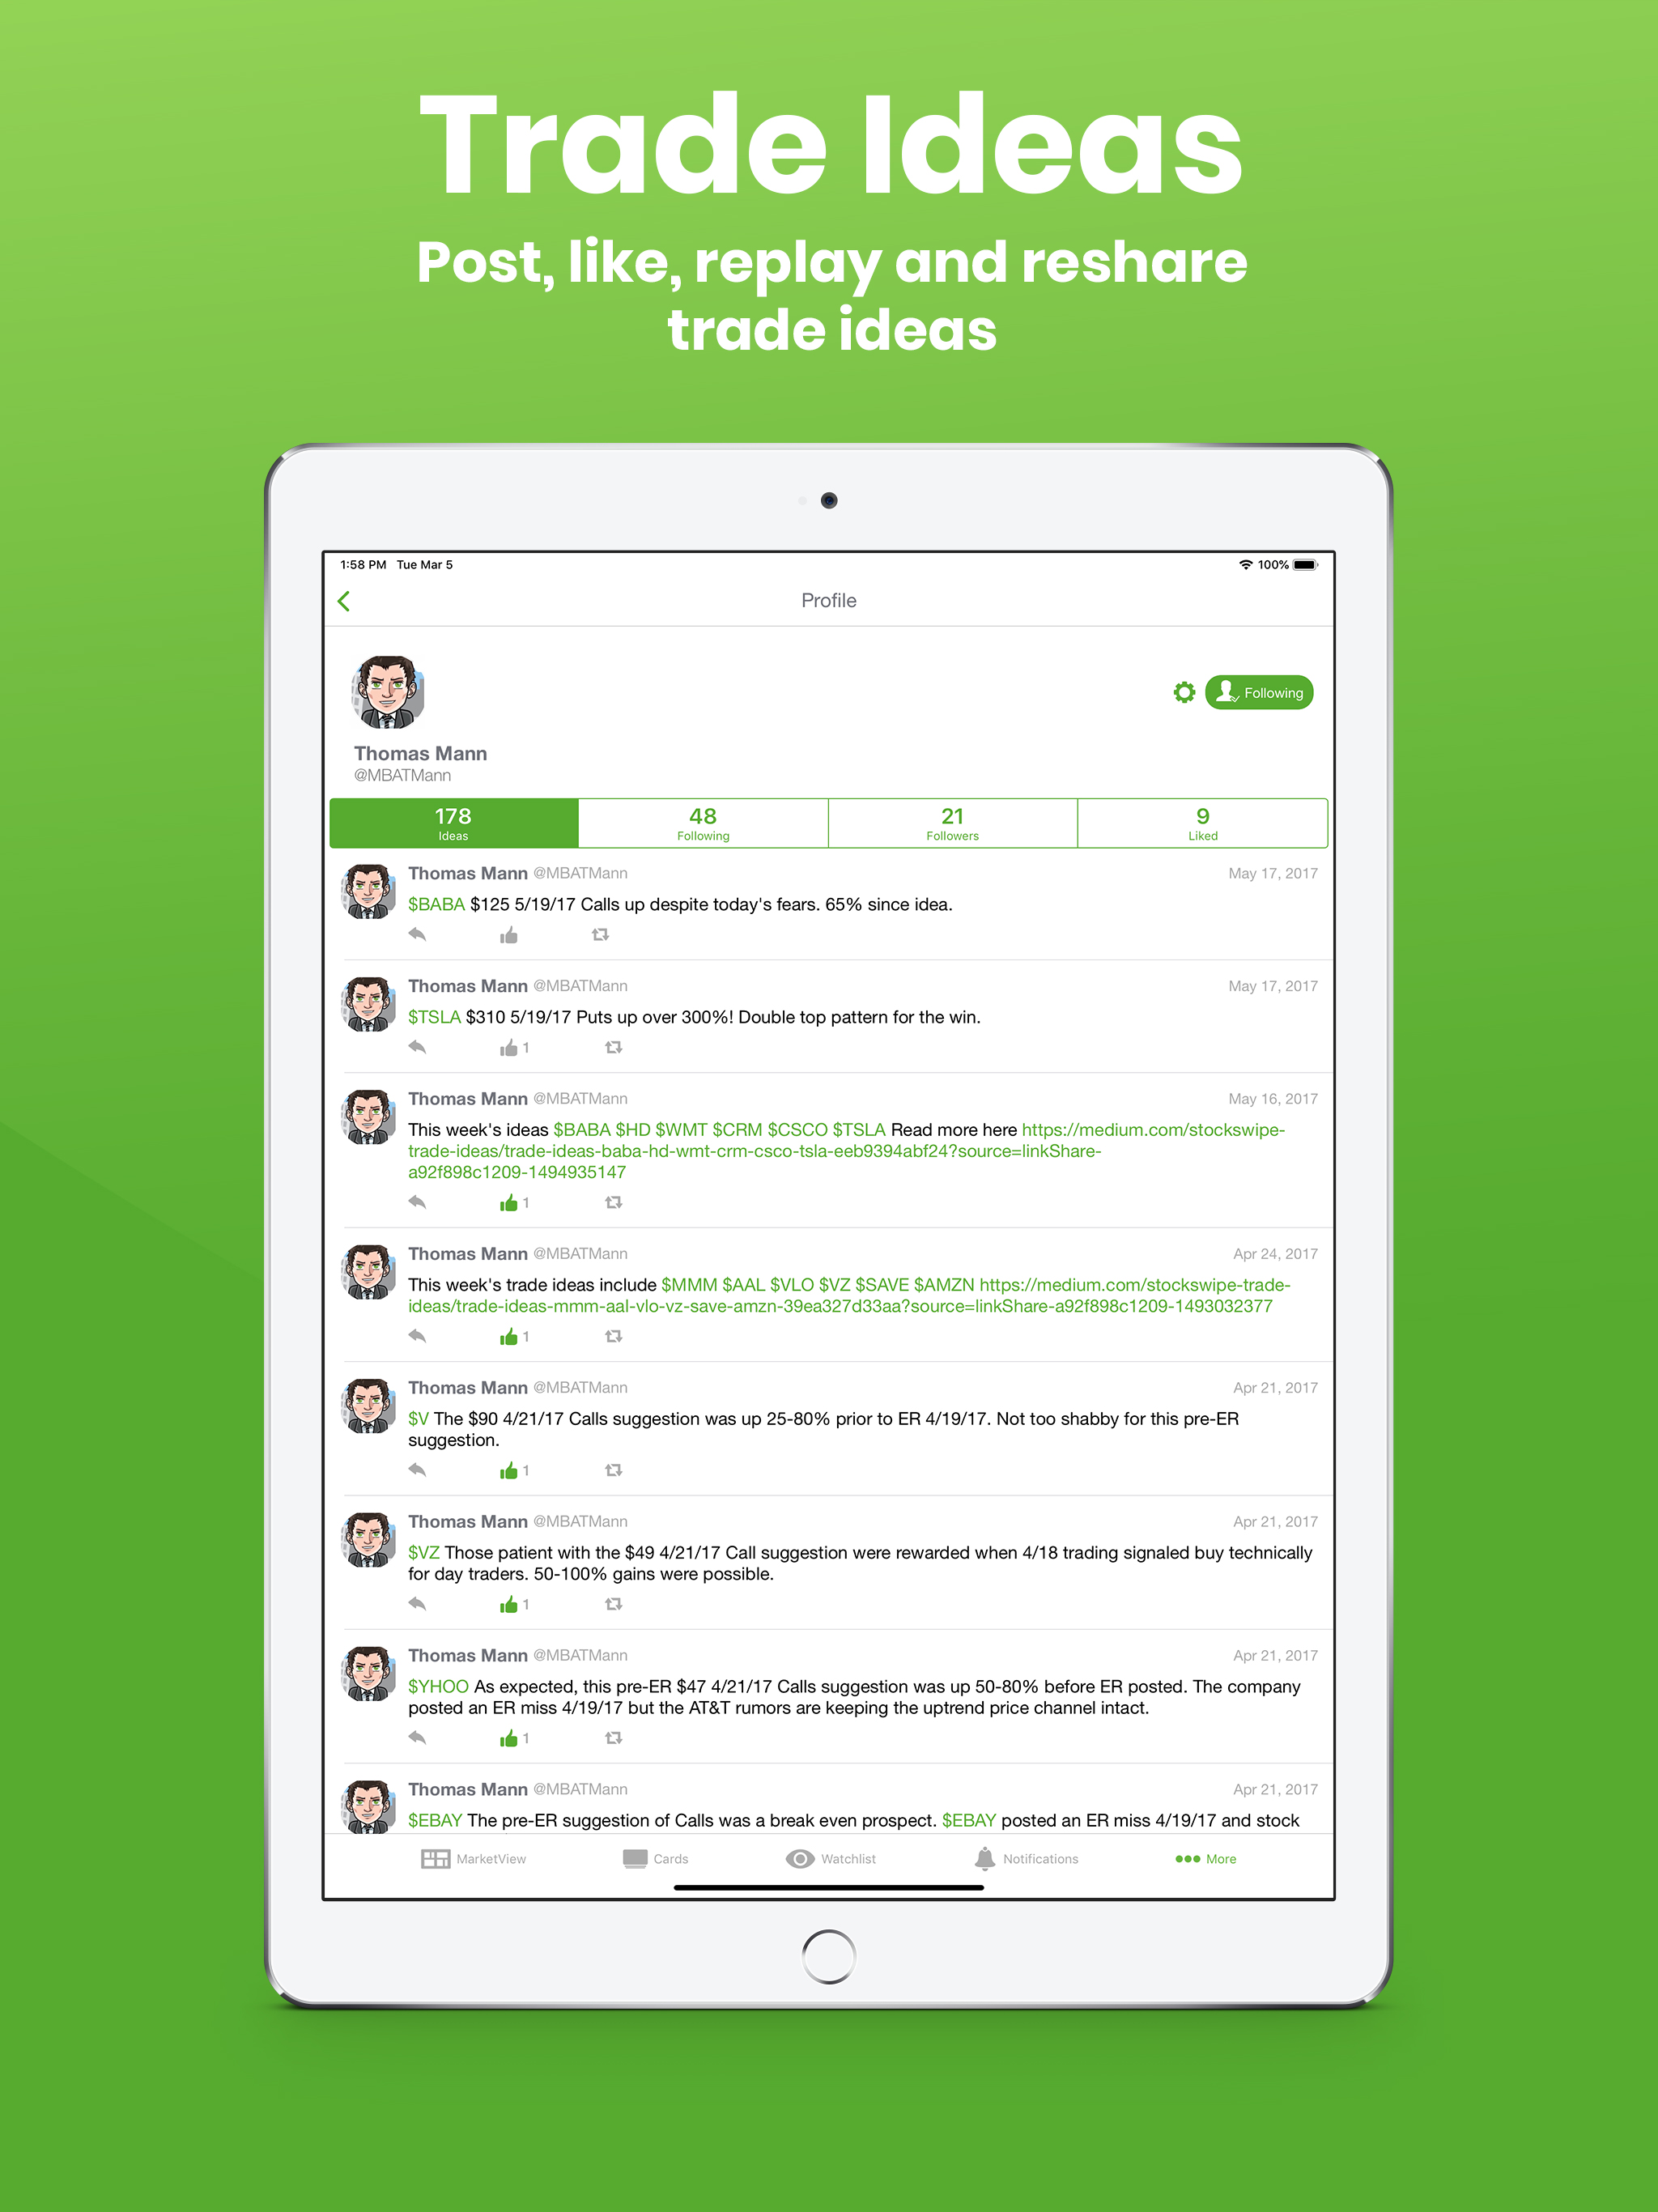 Trade Ideas
Post, like, replay and reshare
trade ideas
1:58 PM Tue Mar 5
100%
Profile
Following
Thomas Mann
@MBATMann
178
Ideas
48
Following
21
Followers
9
Liked
Thomas Mann @MBATMann May 17, 2017
$BABA $125 5/19/17 Calls up despite today's fears. 65% since idea.
Thomas Mann @MBATMann May 17, 2017
$TSLA $310 5/19/17 Puts up over 300%! Double top pattern for the win.
1
Thomas Mann @MBATMann May 16, 2017
This week's ideas $BABA $HD $WMT $CRM $CSCO $TSLA Read more here https://medium.com/stockswipe-
trade-ideas/trade-ideas-baba-hd-wmt-crm-csco-tsla-eeb9394abf24?source=linkShare-
a92f898c1209-1494935147
1
Thomas Mann @MBATMann Apr 24, 2017
This week's trade ideas include $MMM $AAL $VLO $VZ $SAVE $AMZN https://medium.com/stockswipe-trade-
ideas/trade-ideas-mmm-aal-vlo-vz-save-amzn-39ea327d33aa?source=linkShare-a92f898c1209-1493032377
1
Thomas Mann @MBATMann Apr 21, 2017
$V The $90 4/21/17 Calls suggestion was up 25-80% prior to ER 4/19/17. Not too shabby for this pre-ER
suggestion.
1
Thomas Mann @MBATMann Apr 21, 2017
$VZ Those patient with the $49 4/21/17 Call suggestion were rewarded when 4/18 trading signaled buy technically
for day traders. 50-100% gains were possible.
1
Thomas Mann @MBATMann Apr 21, 2017
$YHOO As expected, this pre-ER $47 4/21/17 Calls suggestion was up 50-80% before ER posted. The company
posted an ER miss 4/19/17 but the AT&T rumors are keeping the uptrend price channel intact.
1
Thomas Mann @MBATMann Apr 21, 2017
$EBAY The pre-ER suggestion of Calls was a break even prospect. $EBAY posted an ER miss 4/19/17 and stock
MarketView Cards Watchlist Notifications More